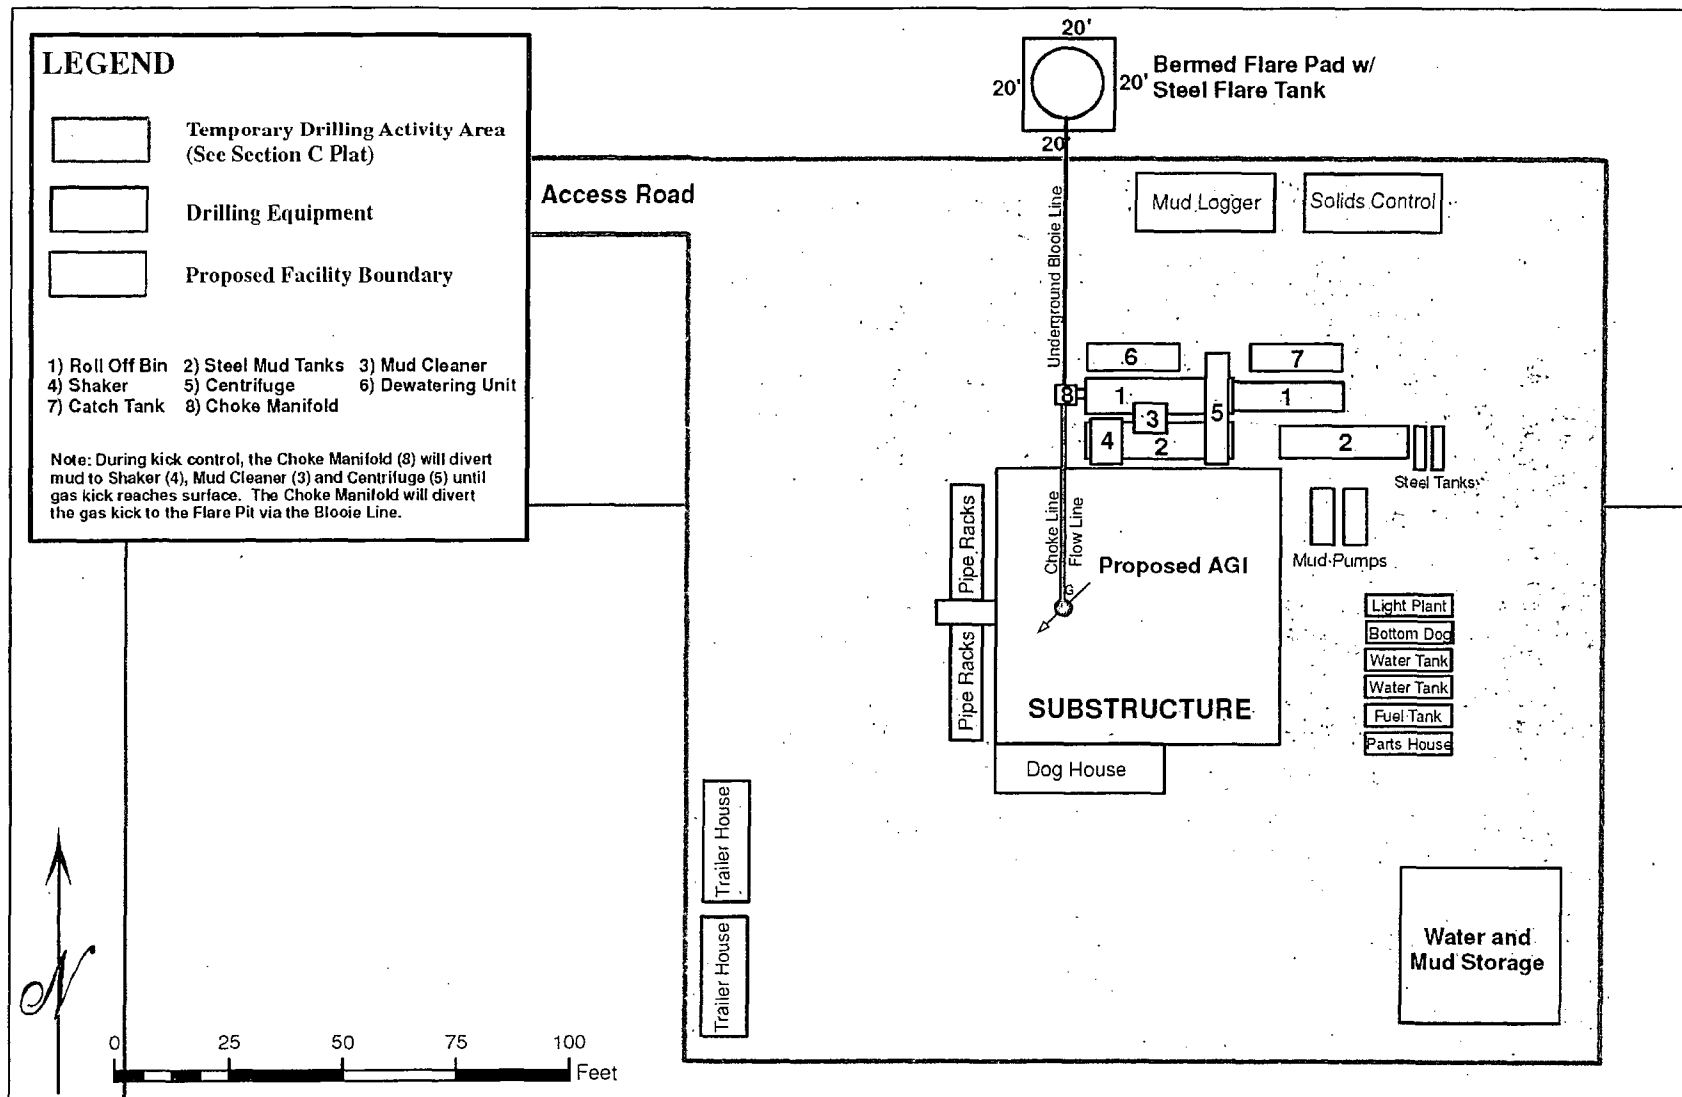 LEGEND
Temporary Drilling Activity Area
(See Section C Plat)
Drilling Equipment
Proposed Facility Boundary
1) Roll Off Bin 2) Steel Mud Tanks 3) Mud Cleaner
4) Shaker 5) Centrifuge 6) Dewatering Unit
7) Catch Tank 8) Choke Manifold
Note: During kick control, the Choke Manifold (8) will divert
mud to Shaker (4), Mud Cleaner (3) and Centrifuge (5) until
gas kick reaches surface. The Choke Manifold will divert
the gas kick to the Flare Pit via the Blooie Line.
20'
20'
20'
20'
Bermed Flare Pad w/
Steel Flare Tank
Access Road
Underground Blooie Line
Mud Logger
Solids Control
6
7
8
1
5
1
3
4
2
2
Steel Tanks
Mud Pumps
Choke Line
Flow Line
Pipe Racks
Pipe Racks
Proposed AGI
G
SUBSTRUCTURE
Dog House
Light Plant
Bottom Dog
Water Tank
Water Tank
Fuel Tank
Parts House
Trailer House
Trailer House
Water and
Mud Storage
N
0 25 50 75 100
Feet